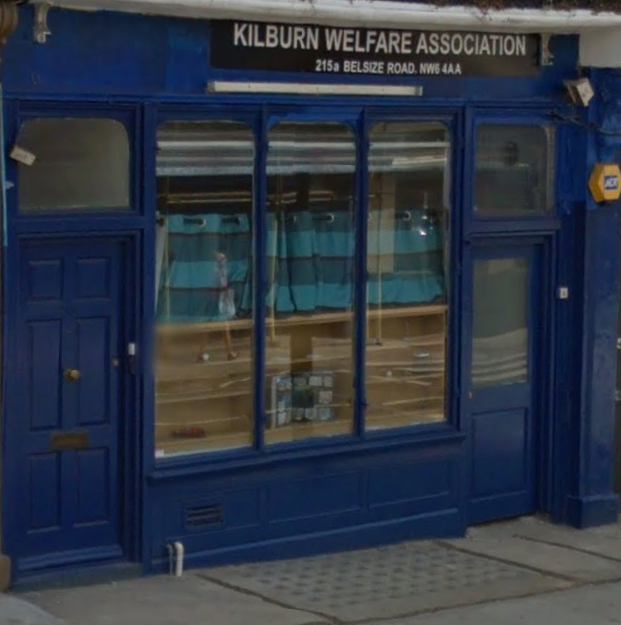 KILBURN WELFARE ASSOCIATION
215a BELSIZE ROAD. NW6 4AA